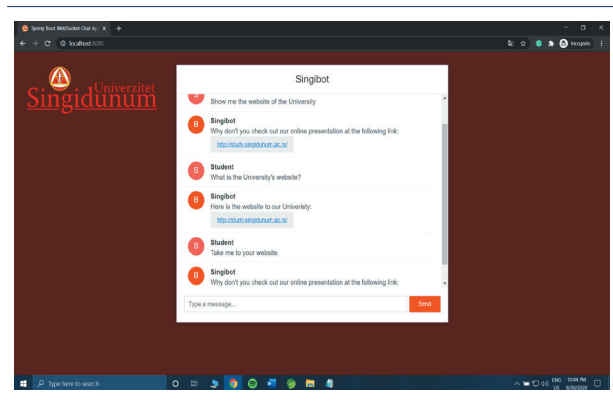 Spring Boot WebSocket Chat Ap
localhost:8080
Incognito
Univerzitet
Singidunum
Singibot
S
Show me the website of the University
B
Singibot
Why don't you check out our online presentation at the following link:
http://study.singidunum.ac.rs/
S
Student
What is the University's website?
B
Singibot
Here is the website to our Univeristy:
http://study.singidunum.ac.rs/
S
Student
Take me to your website
B
Singibot
Why don't you check out our online presentation at the following link:
Type a message...
Send
Type here to search
ENG
US
8/30/2020